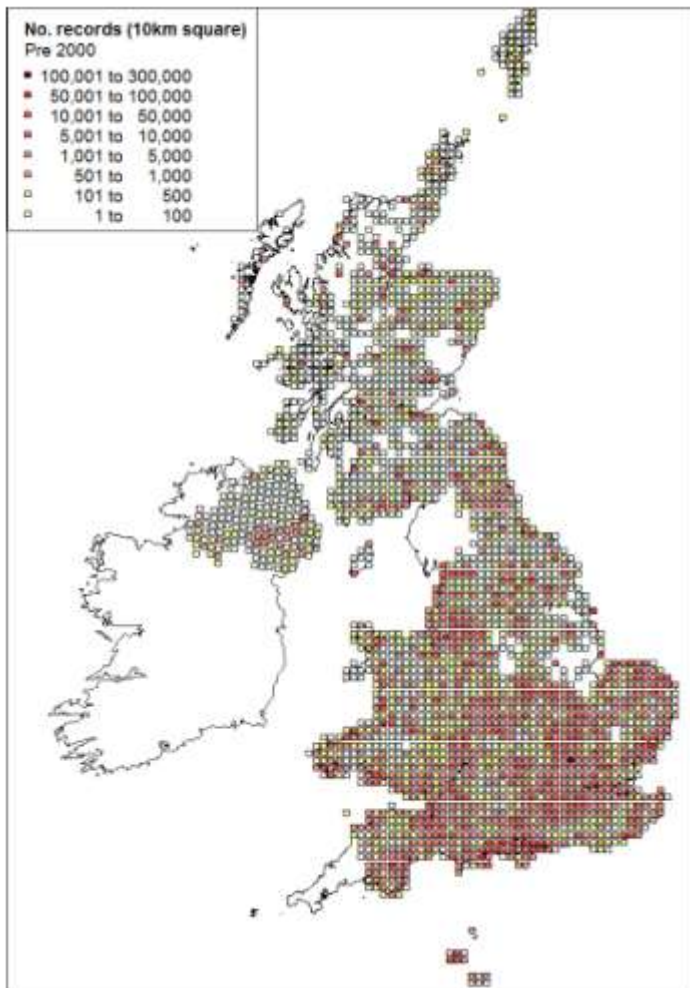 No. records (10km square)
Pre 2000
100,001 to 300,000
50,001 to 100,000
10,001 to 50,000
5,001 to 10,000
1,001 to 5,000
501 to 1,000
101 to 500
1 to 100